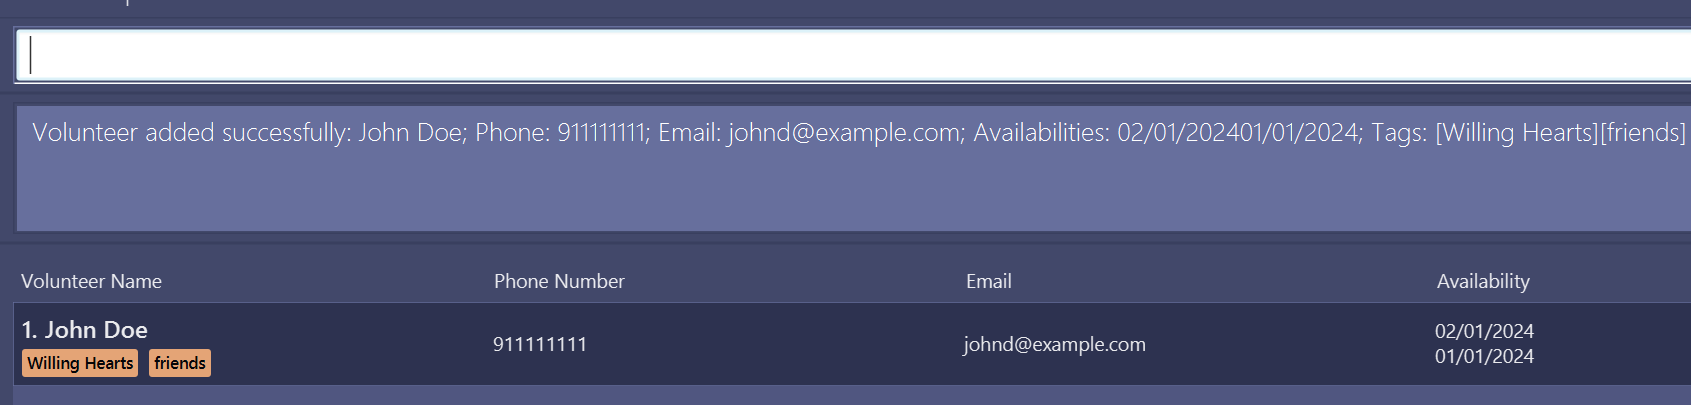 Volunteer added successfully: John Doe; Phone: 911111111; Email: johnd@example.com; Availabilities: 02/01/202401/01/2024; Tags: [Willing Hearts][friends]
Volunteer Name Phone Number Email Availability
1. John Doe
Willing Hearts friends
911111111
johnd@example.com
02/01/2024
01/01/2024